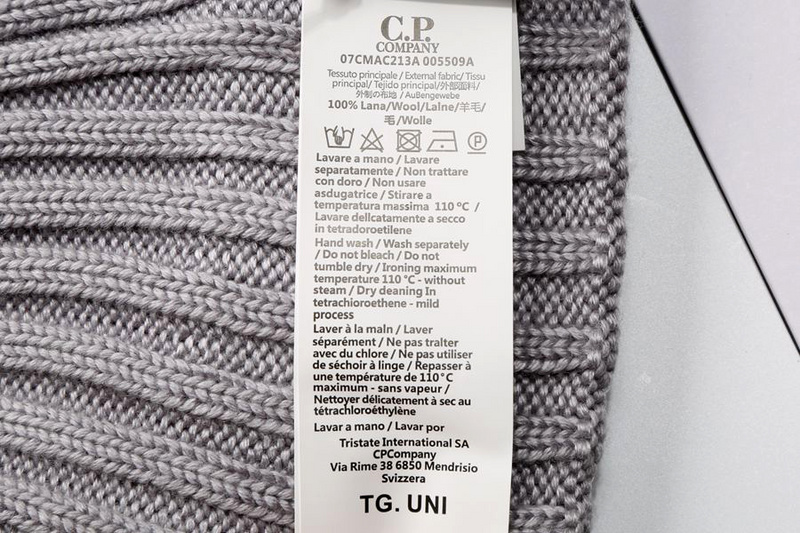 C.P.
COMPANY
07CMAC213A 005509A
Tessuto principale / External fabric/ Tissu
principal/ Tejido principal/外部面料/
外制の布地 / AuBengewebe
100% Lana/Wool/Lalne/羊毛/
毛/Wolle
P
Lavare a mano / Lavare
separatamente / Non trattare
con doro / Non usare
asdugatrice / Stirare a
temperatura massima 110 ºC /
Lavare dellcatamente a secco
in tetradoroetilene
Hand wash / Wash separately
/ Do not bleach / Do not
tumble dry / Ironing maximum
temperature 110 °C - without
steam / Dry deaning In
tetrachioroethene - mild
process
Laver à la maln / Laver
séparément / Ne pas tralter
avec du chlore / Ne pas utiliser
de séchoir à linge / Repasser à
une température de 110°C
maximum - sans vapeur /
Nettoyer délicatement à sec au
tétrachloroéthylène
Lavar a mano / Lavar por
Tristate International SA
CPCompany
Via Rime 38 6850 Mendrisio
Svizzera
TG. UNI